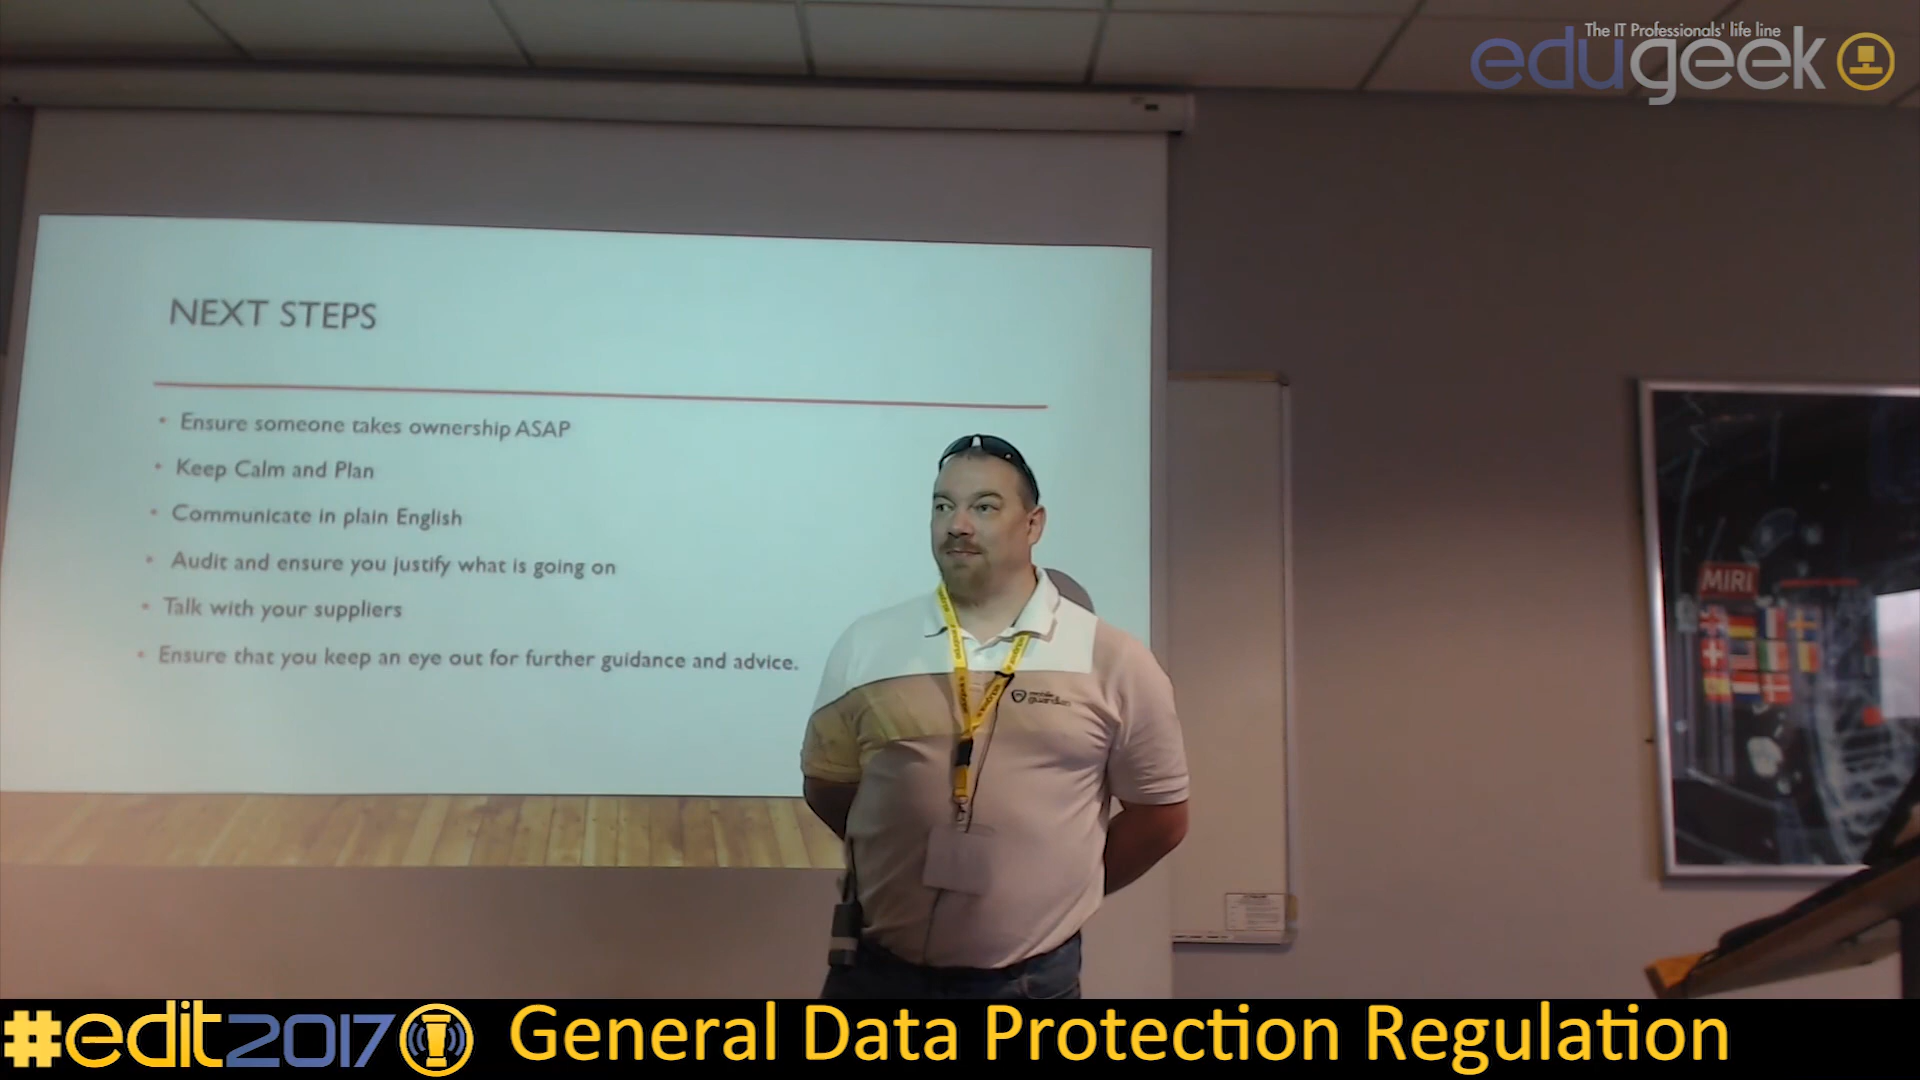 The IT Professionals' life line
edugeek
NEXT STEPS
• Ensure someone takes ownership ASAP
• Keep Calm and Plan
• Communicate in plain English
• Audit and ensure you justify what is going on
• Talk with your suppliers
• Ensure that you keep an eye out for further guidance and advice.
mobile
guardian
MIRI
#edit2017 General Data Protection Regulation